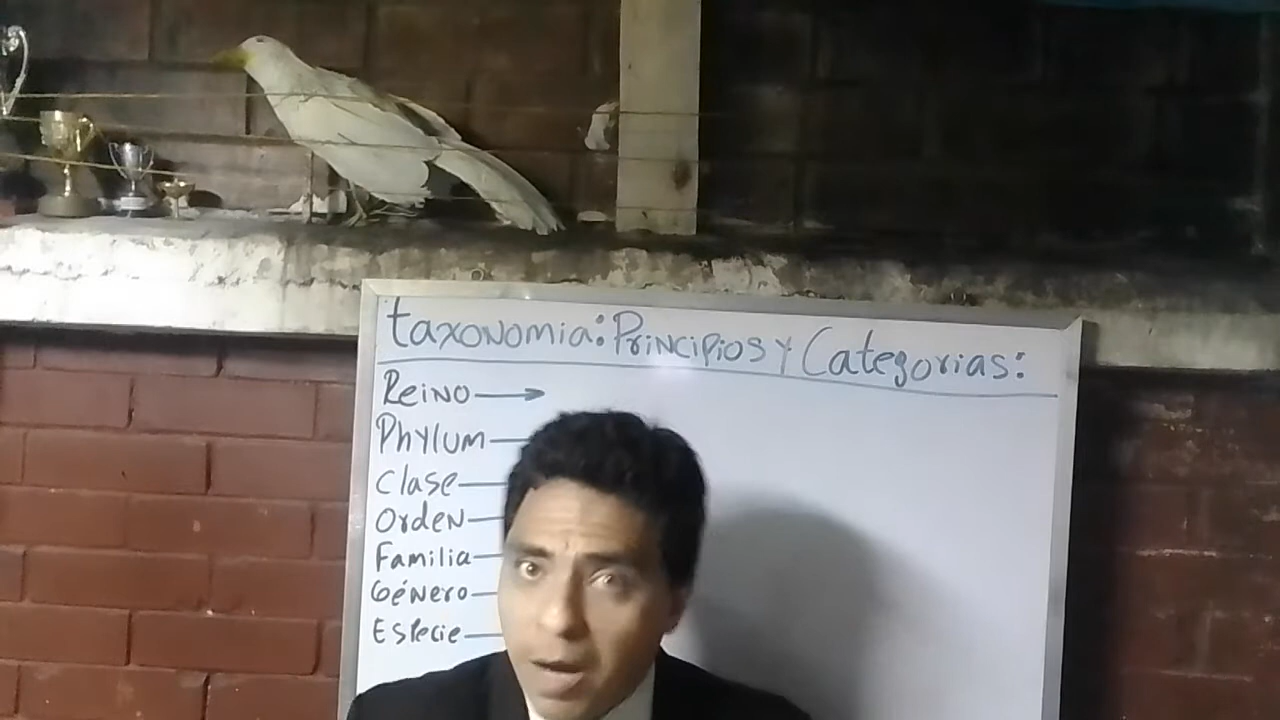 taxonomia: Principios y Categorias:
Reino
Phylum
Clase
Orden
Familia
Género
Especie